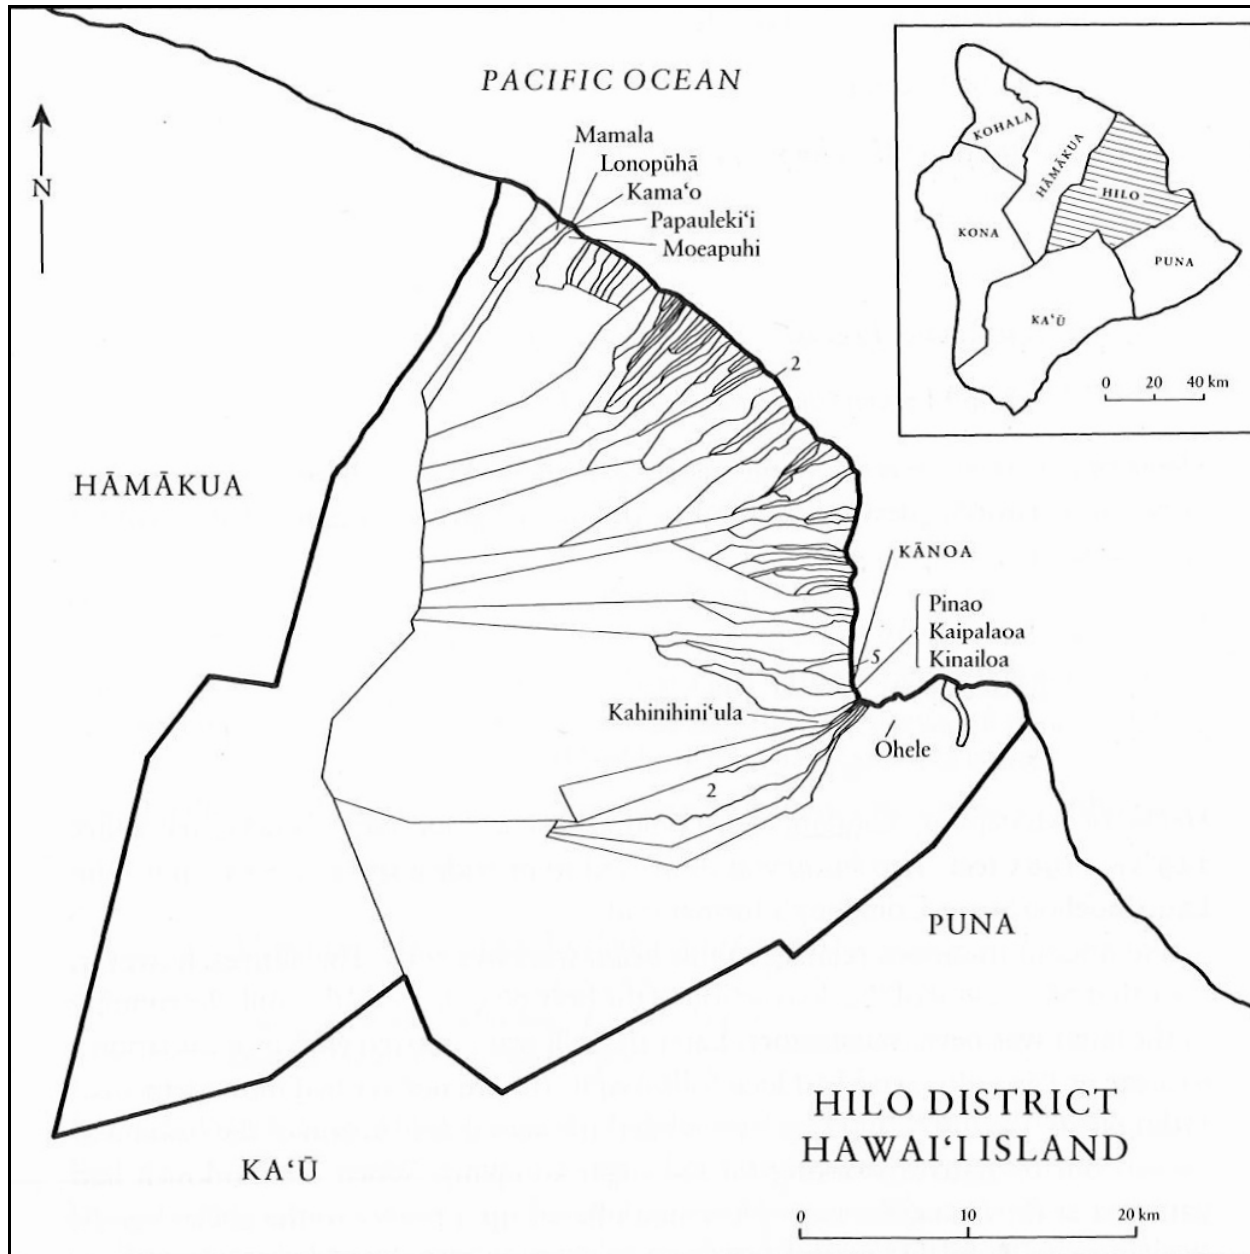 PACIFIC OCEAN
Mamala
Lonopūhā
Kamaʻo
Papaulekiʻi
Moeapuhi
N
2
HĀMĀKUA
KĀNOA
Pinao
Kaipalaoa
Kinailoa
5
Kahinihiniʻula
Ohele
2
PUNA
KAʻŪ
HILO DISTRICT
HAWAIʻI ISLAND
0 10 20 km
KOHALA
HĀMĀKUA
HILO
KONA
PUNA
KAʻŪ
0 20 40 km